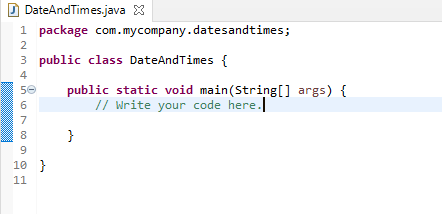 DateAndTimes.java
1 package com.mycompany.datesandtimes;
2
3 public class DateAndTimes {
4
5     public static void main(String[] args) {
6         // Write your code here.
7
8     }
9
10 }
11